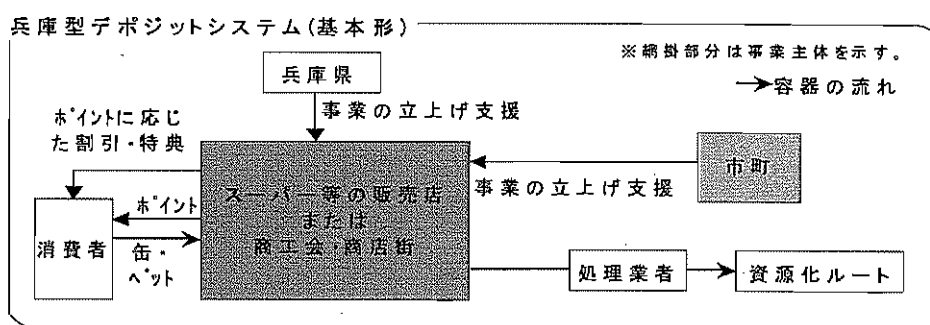 兵庫型デポジットシステム(基本形)
※網掛部分は事業主体を示す。
兵庫県
→容器の流れ
事業の立上げ支援
ポイントに応じ
た割引・特典
市町
事業の立上げ支援
スーパー等の販売店
または
商工会・商店街
ポイント
消費者
缶・
ペット
処理業者
資源化ルート